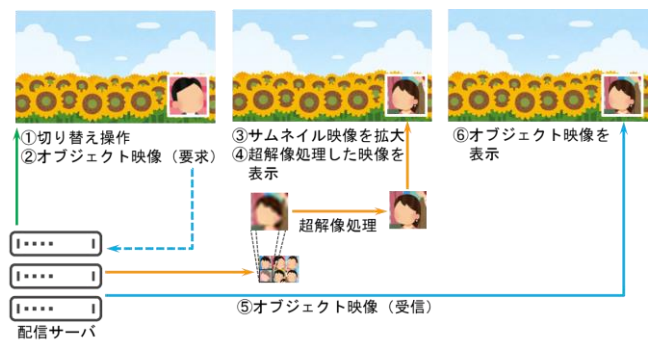 ①切り替え操作
②オブジェクト映像（要求）
③サムネイル映像を拡大
④超解像処理した映像を
表示
⑥オブジェクト映像を
表示
超解像処理
⑤オブジェクト映像（受信）
配信サーバ